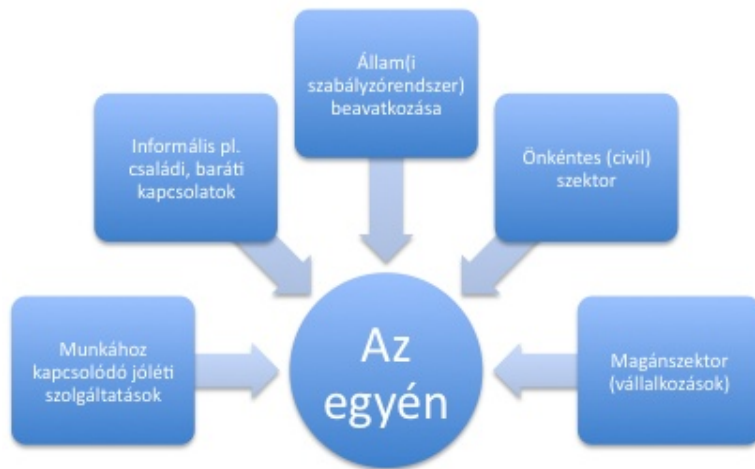 Állam(i
szabályzórendszer)
beavatkozása
Informális pl.
családi, baráti
kapcsolatok
Önkéntes (civil)
szektor
Munkához
kapcsolódó jóléti
szolgáltatások
Az
egyén
Magánszektor
(vállalkozások)